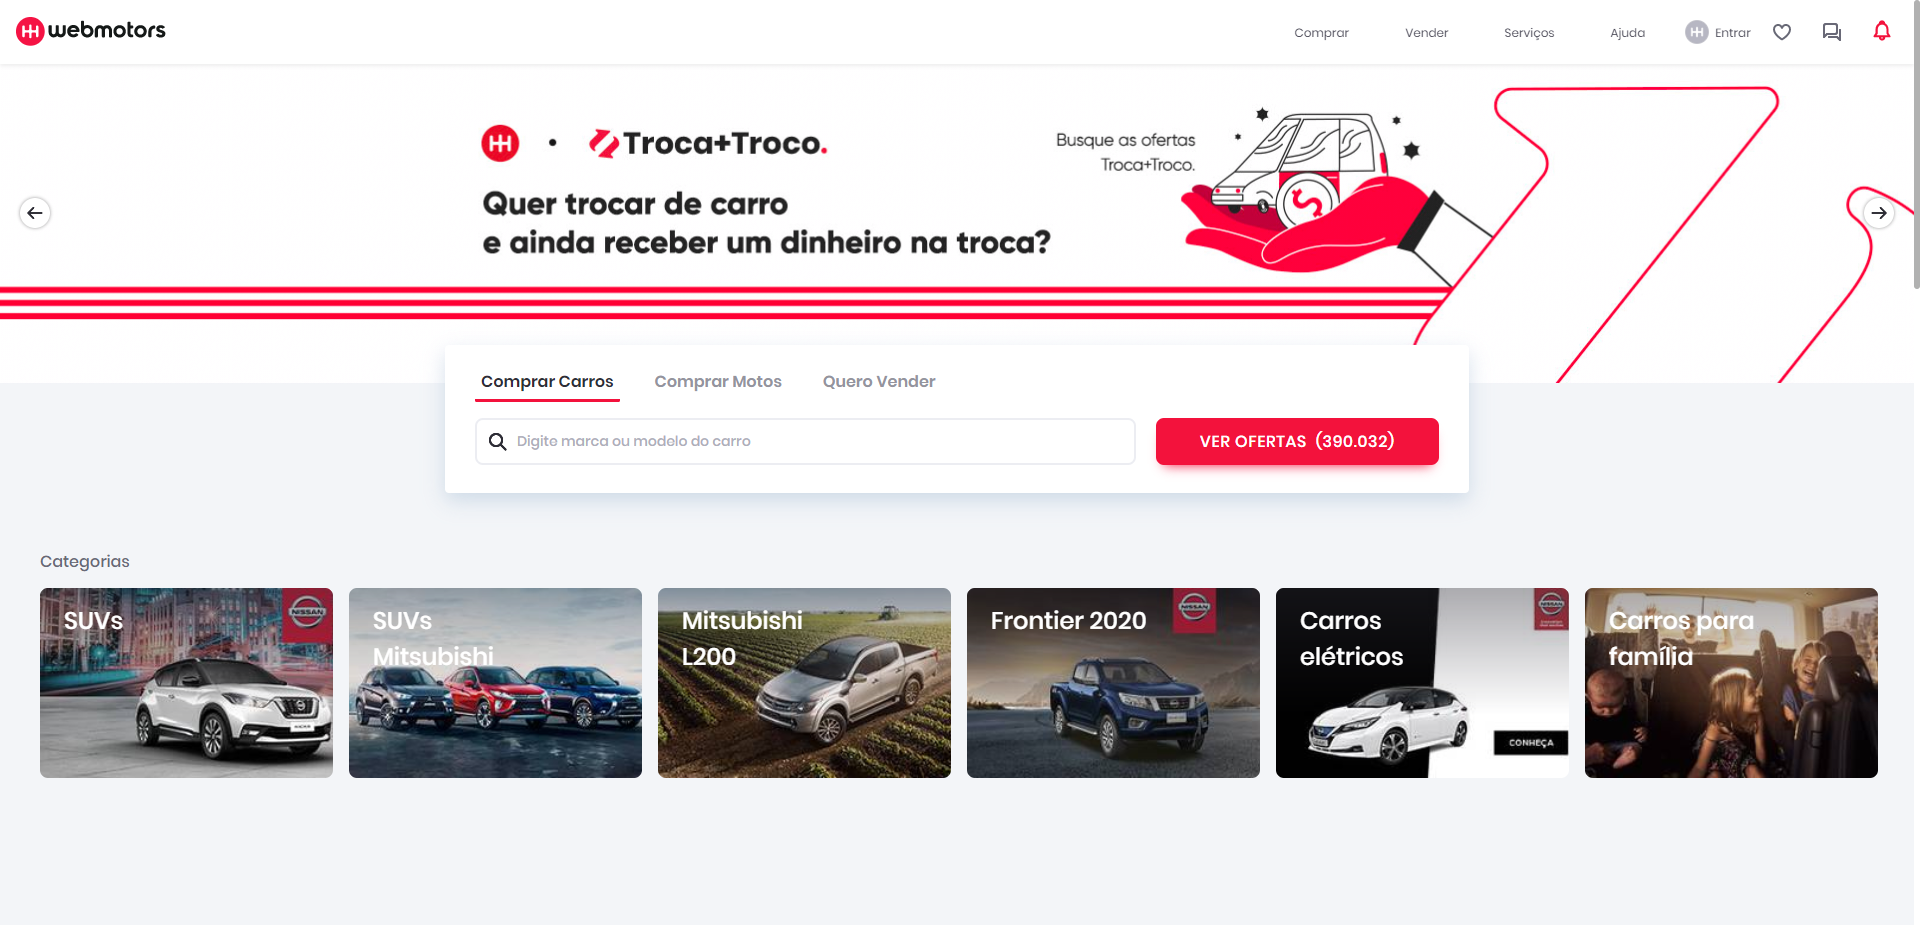 webmotors
Comprar
Vender
Serviços
Ajuda
Entrar
Troca+Troco.
Quer trocar de carro
e ainda receber um dinheiro na troca?
Busque as ofertas
Troca+Troco.
Comprar Carros
Comprar Motos
Quero Vender
Digite marca ou modelo do carro
VER OFERTAS (390.032)
Categorias
SUVs
NISSAN
SUVs
Mitsubishi
Mitsubishi
L200
Frontier 2020
NISSAN
Carros
elétricos
NISSAN
CONHEÇA
Carros para
família